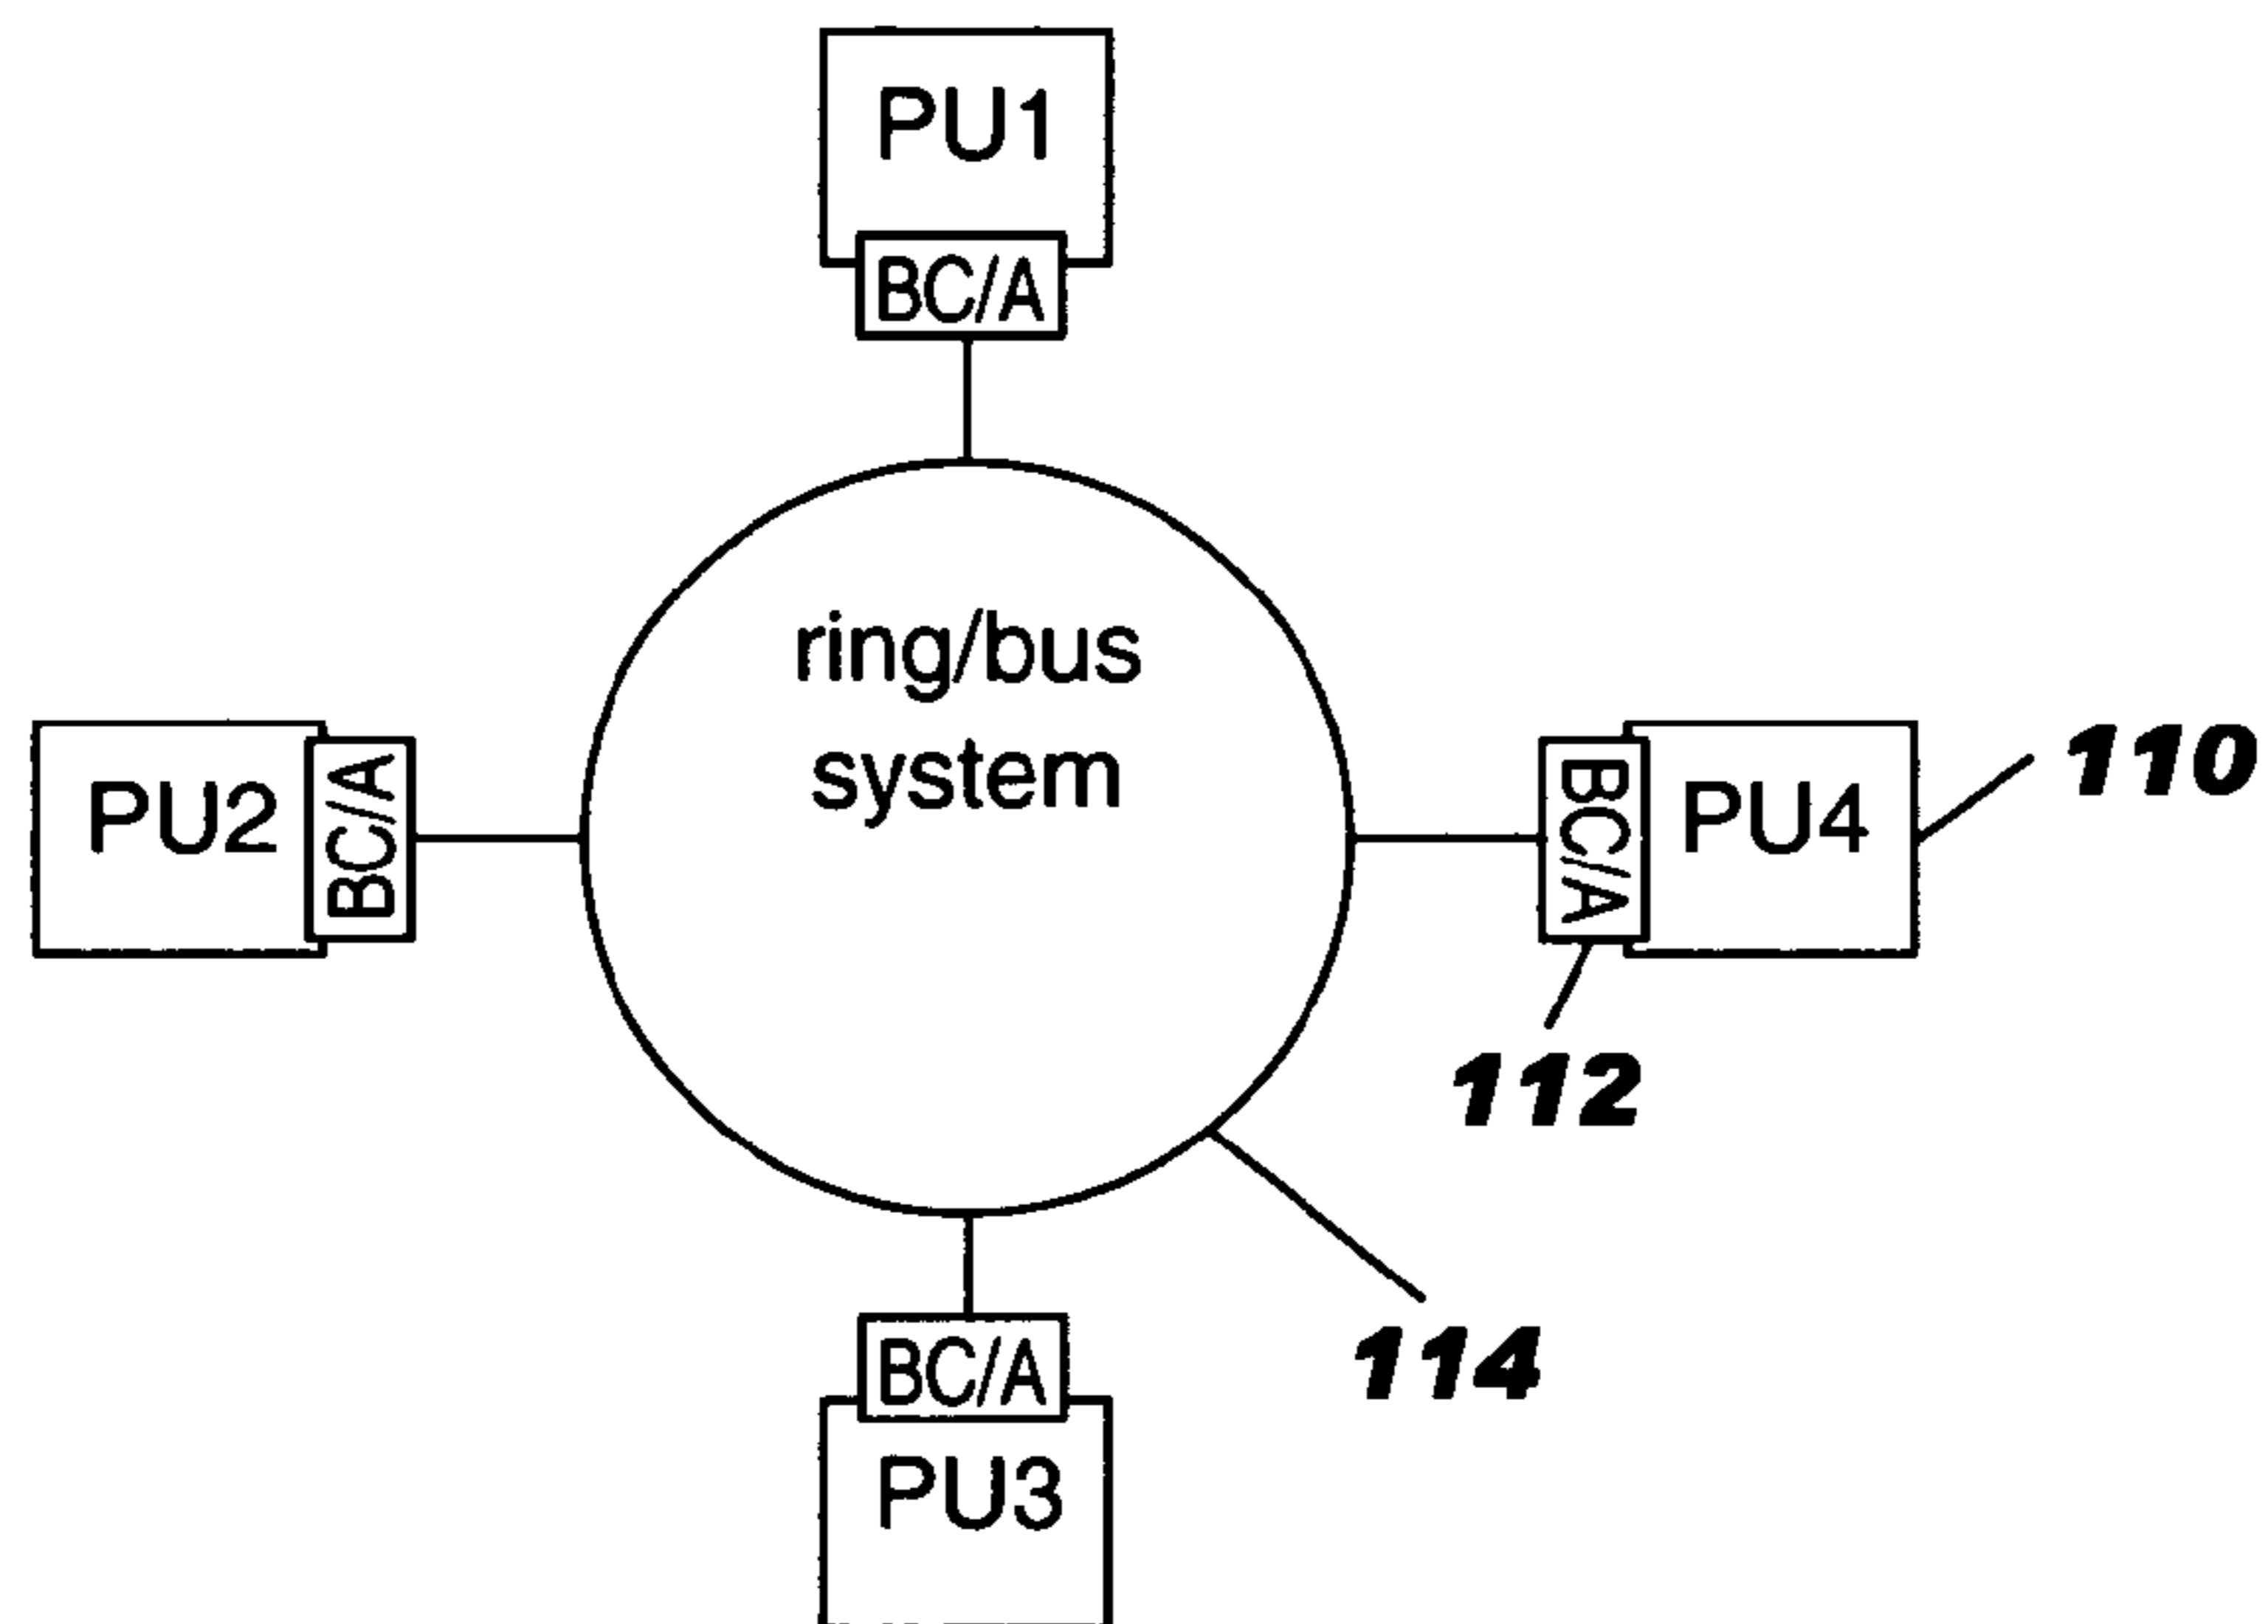 PU1
BC/A
ring/bus
system
PU2
BC/A
BC/A
PU4
110
112
114
BC/A
PU3